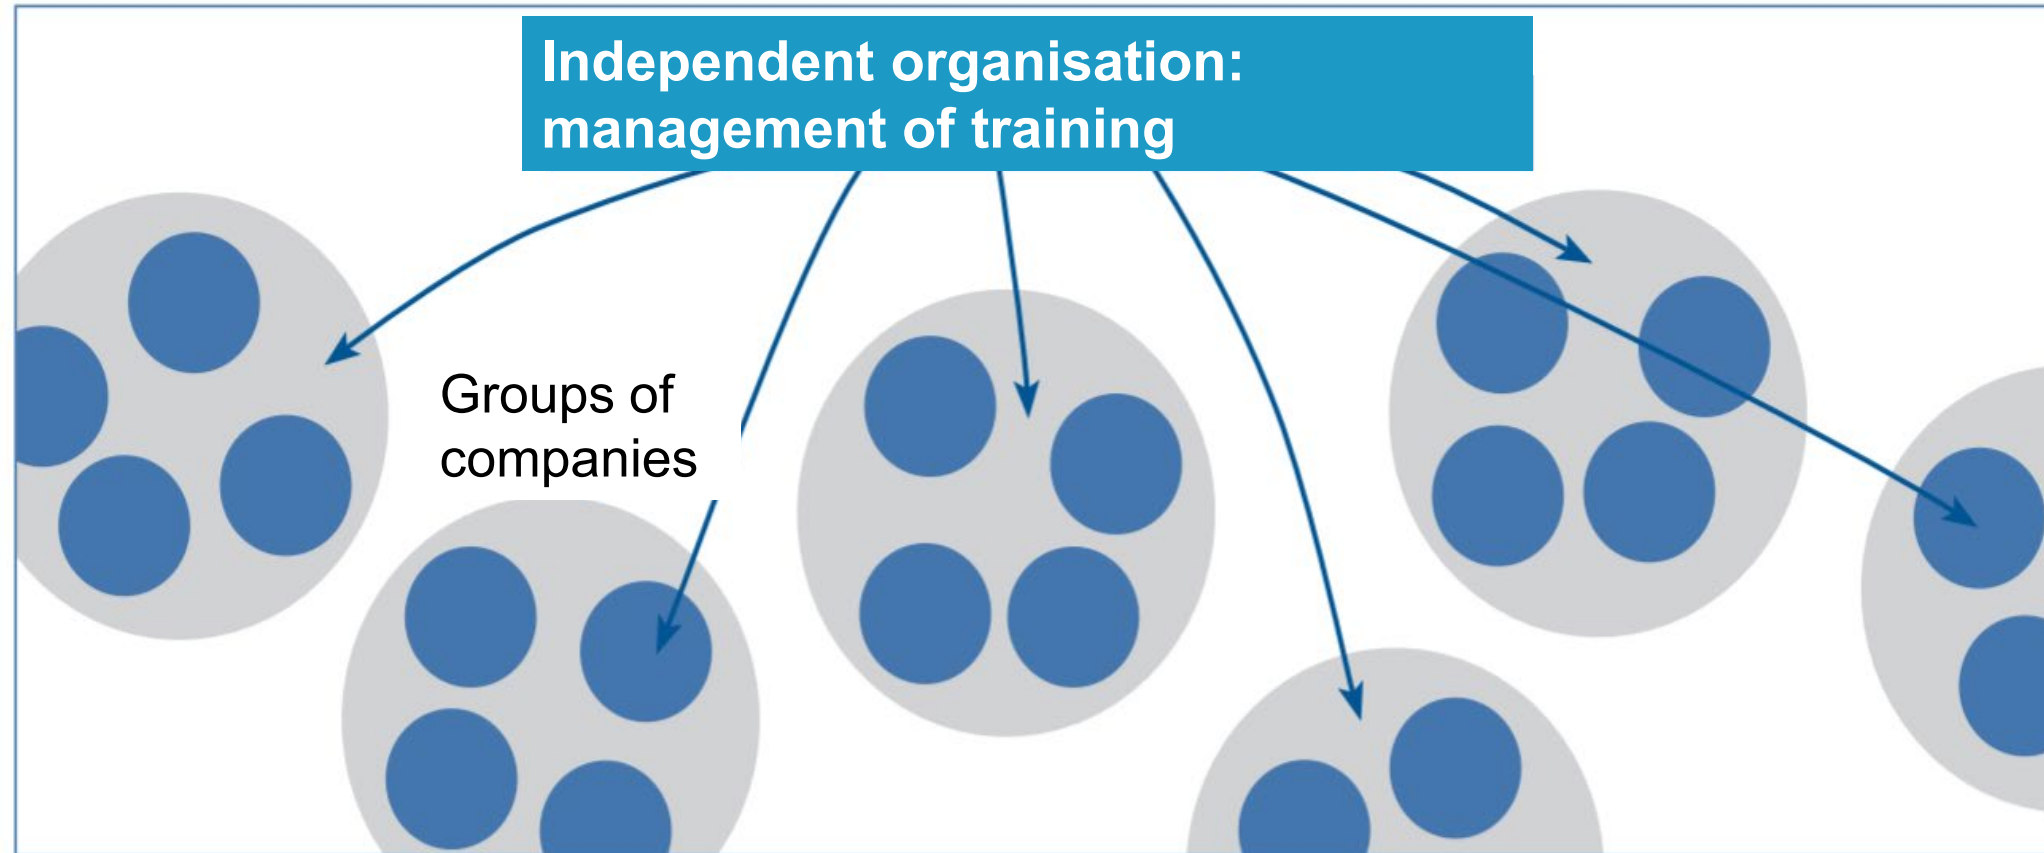 Independent organisation:
management of training
Groups of
companies